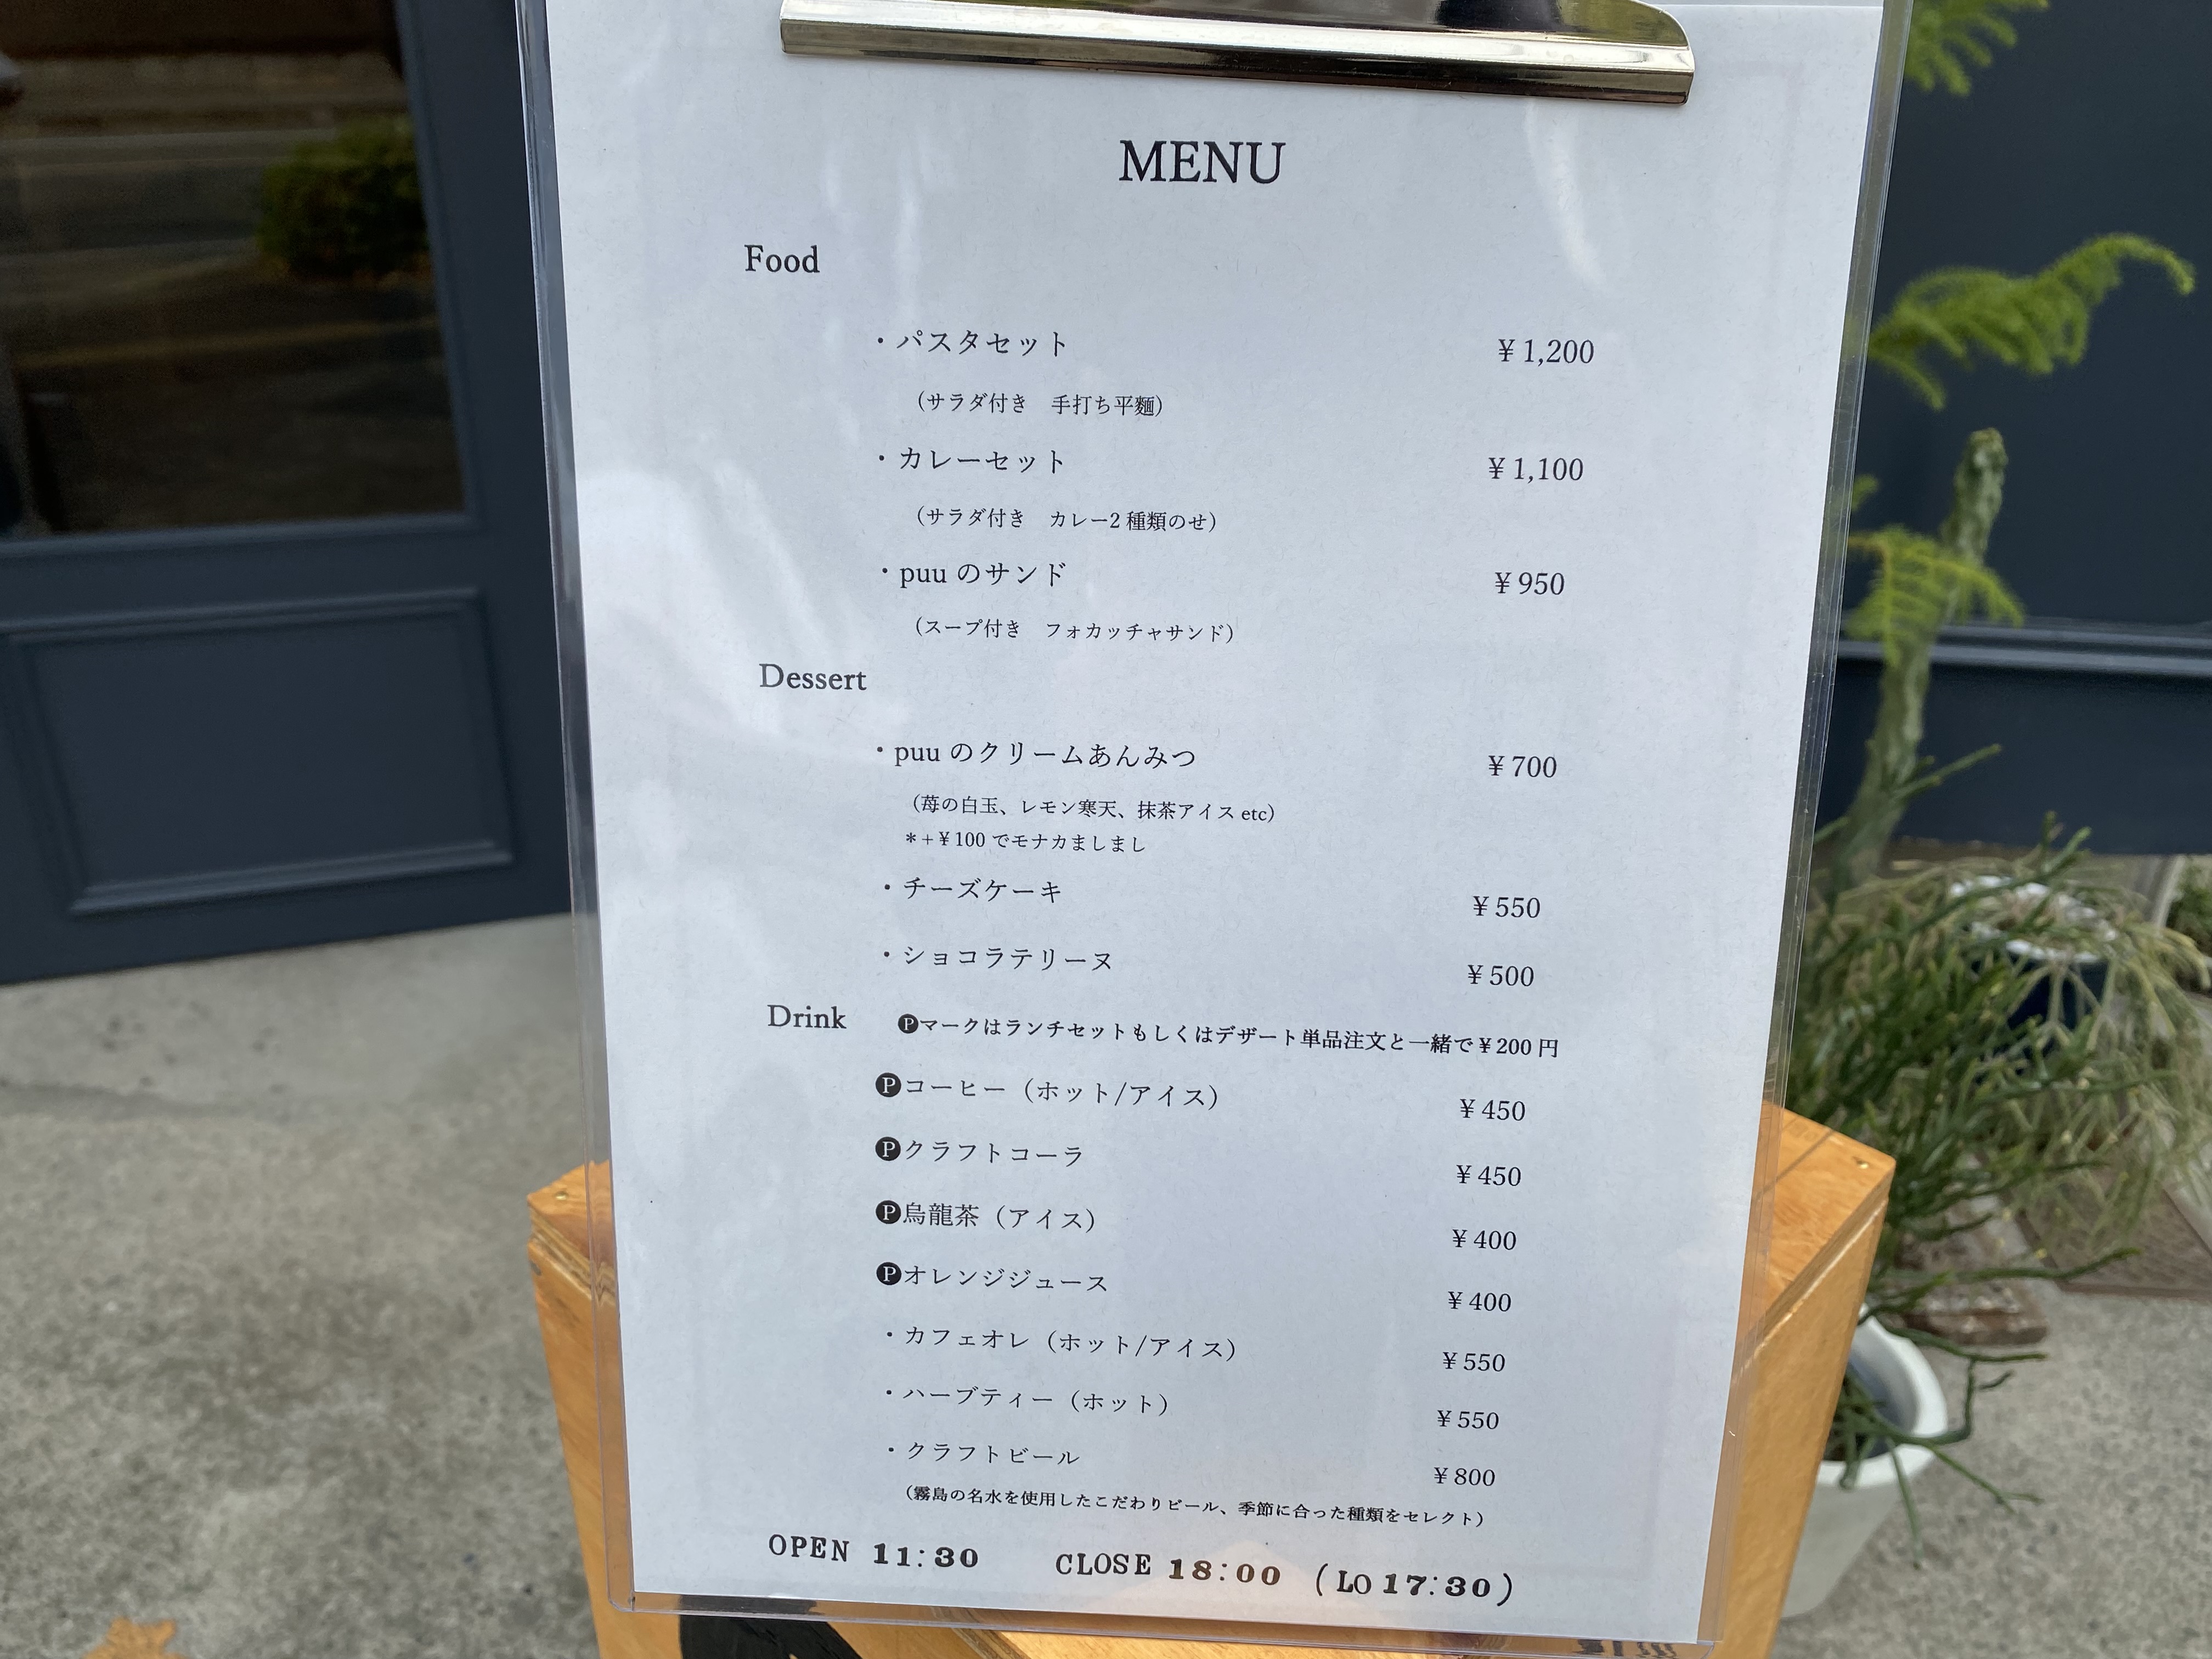 MENU
Food
・パスタセット ¥1,200
（サラダ付き　手打ち平麵）
・カレーセット ¥1,100
（サラダ付き　カレー2種類のせ）
・puuのサンド ¥950
（スープ付き　フォカッチャサンド）
Dessert
・puuのクリームあんみつ ¥700
（苺の白玉、レモン寒天、抹茶アイス etc）
＊+¥100でモナカましまし
・チーズケーキ ¥550
・ショコラテリーヌ ¥500
Drink Ⓟマークはランチセットもしくはデザート単品注文と一緒で¥200円
Ⓟコーヒー（ホット/アイス） ¥450
Ⓟクラフトコーラ ¥450
Ⓟ烏龍茶（アイス） ¥400
Ⓟオレンジジュース ¥400
・カフェオレ（ホット/アイス） ¥550
・ハーブティー（ホット） ¥550
・クラフトビール ¥800
（霧島の名水を使用したこだわりビール、季節に合った種類をセレクト）
OPEN 11:30 CLOSE 18:00 (LO 17:30)